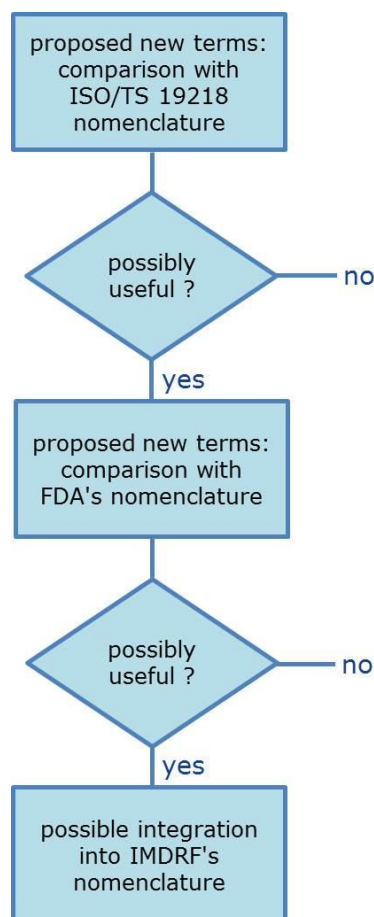 proposed new terms:
comparison with
ISO/TS 19218
nomenclature
possibly
useful ?
no
yes
proposed new terms:
comparison with
FDA's nomenclature
possibly
useful ?
no
yes
possible integration
into IMDRF's
nomenclature